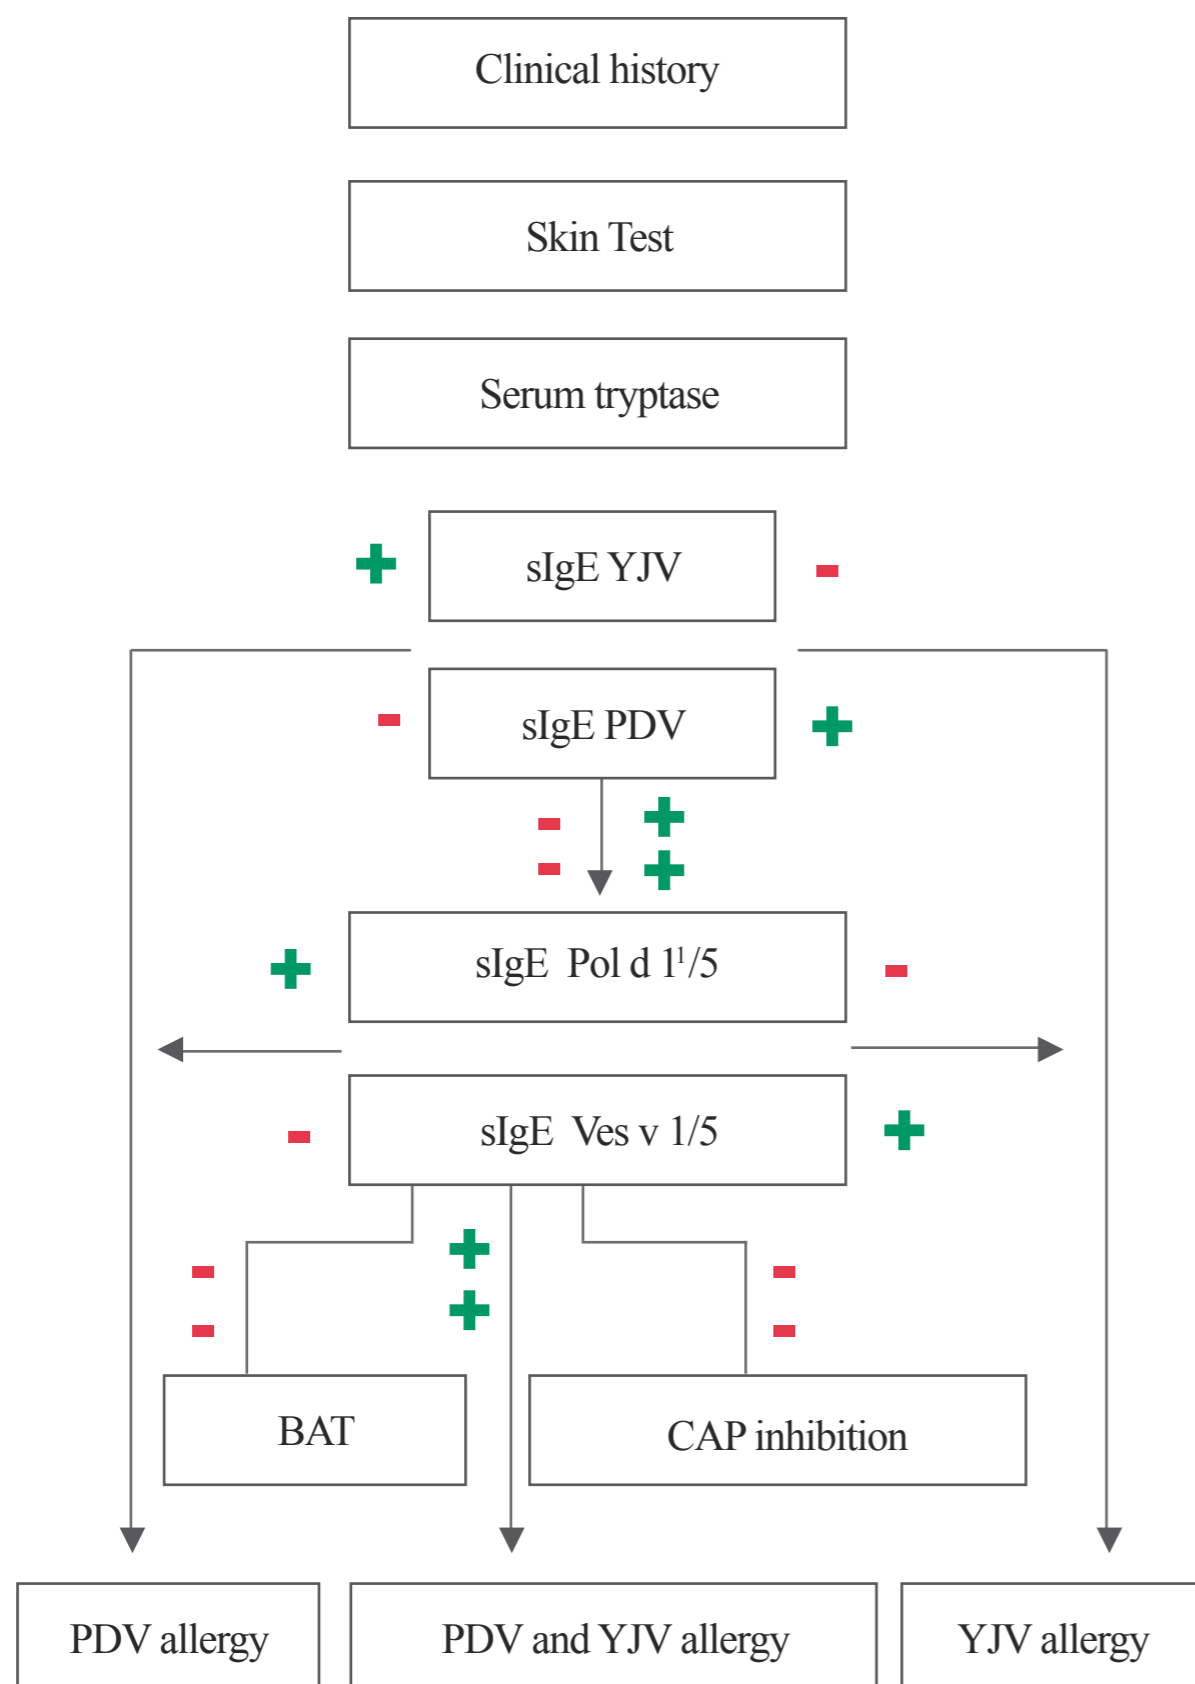 Clinical history
Skin Test
Serum tryptase
+ sIgE YJV -
- sIgE PDV +
- +
- +
+ sIgE Pol d 1¹/5 -
- sIgE Ves v 1/5 +
- + -
- + -
BAT CAP inhibition
PDV allergy PDV and YJV allergy YJV allergy